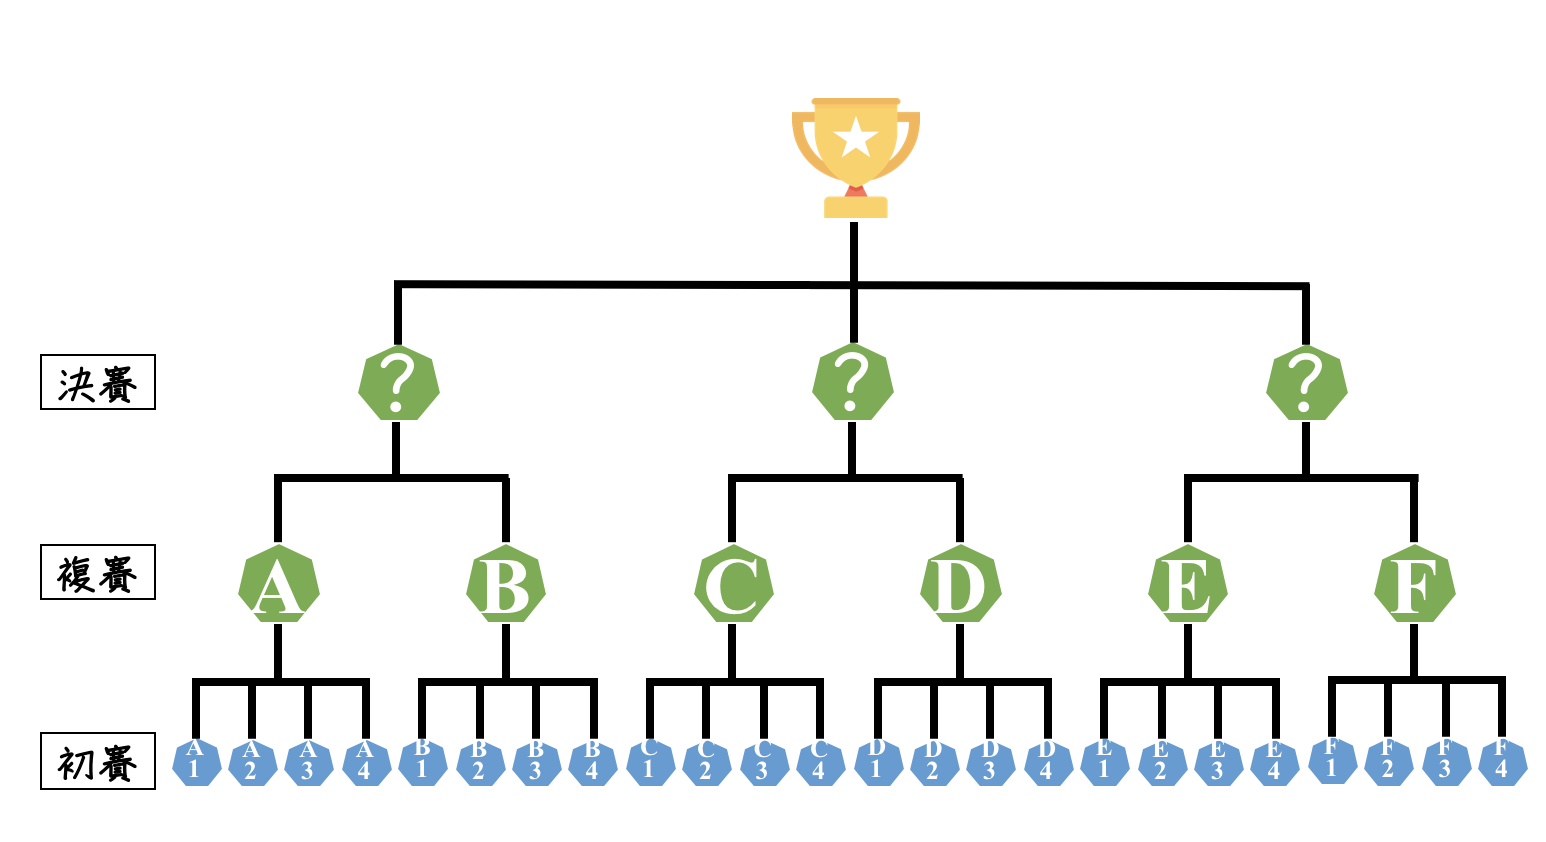 決賽
? ? ?
複賽
A B C D E F
初賽
A1 A2 A3 A4 B1 B2 B3 B4 C1 C2 C3 C4 D1 D2 D3 D4 E1 E2 E3 E4 F1 F2 F3 F4